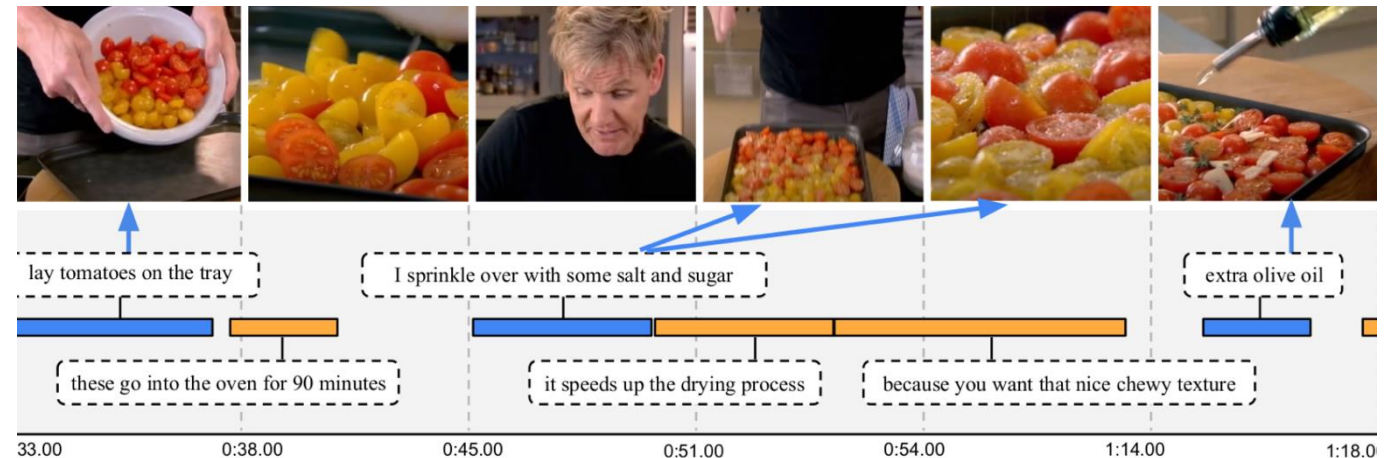 lay tomatoes on the tray
I sprinkle over with some salt and sugar
extra olive oil
these go into the oven for 90 minutes
it speeds up the drying process
because you want that nice chewy texture
33.00
0:38.00
0:45.00
0:51.00
0:54.00
1:14.00
1:18.0